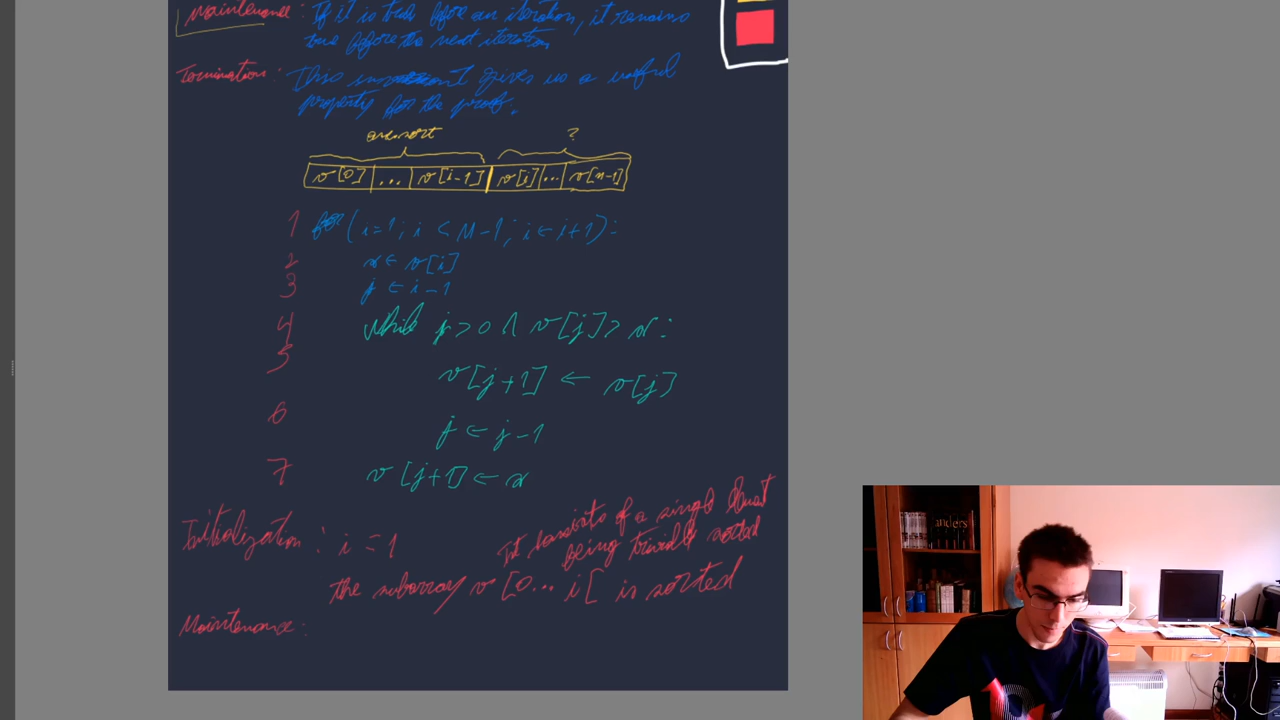 Maintenance: If it is true before an iteration, it remains
true before the next iteration
Termination: This gives us a useful
property for the proof.
?
v[0] ... v[i-1] v[i] ... v[n-1]
1 for (i=1; i < N-1; i ← i+1):
2 x ← v[i]
3 j ← i-1
4 while j > 0 ∧ v[j] > x:
5
v[j+1] ← v[j]
6
j ← j-1
7 v[j+1] ← x
it consists of a single
being trivially sorted
Initialization: i = 1
the subarray v [0... i[ is sorted
Maintenance:
anders